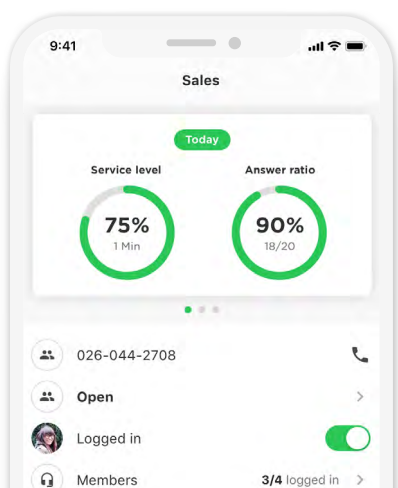 9:41
Sales
Today
Service level Answer ratio
75% 90%
1 Min 18/20
026-044-2708
Open
Logged in
Members 3/4 logged in